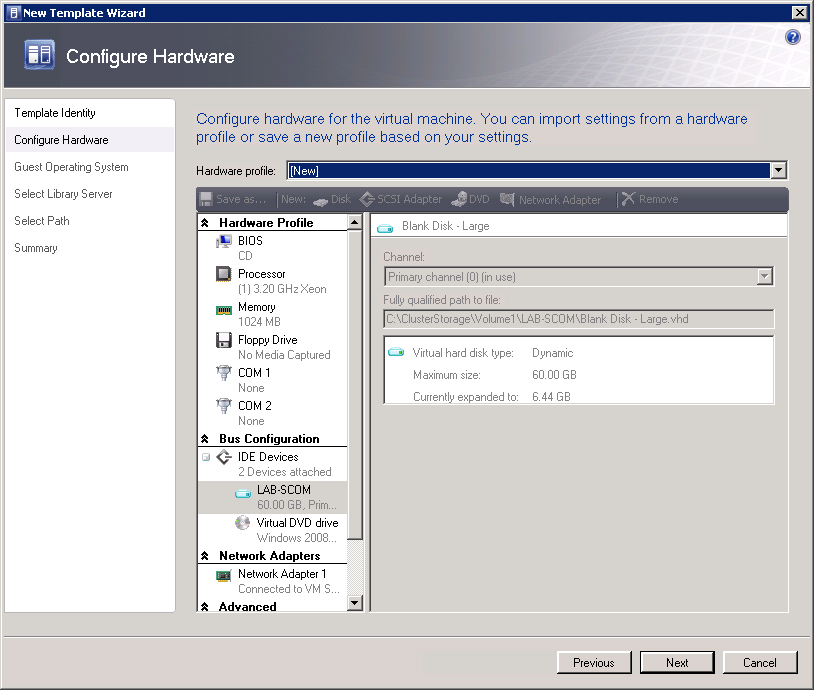 New Template Wizard
Configure Hardware
Template Identity
Configure Hardware
Guest Operating System
Select Library Server
Select Path
Summary
Configure hardware for the virtual machine. You can import settings from a hardware
profile or save a new profile based on your settings.
Hardware profile: [New]
Save as... New: Disk SCSI Adapter DVD Network Adapter Remove
Hardware Profile
BIOS
CD
Processor
(1) 3.20 GHz Xeon
Memory
1024 MB
Floppy Drive
No Media Captured
COM 1
None
COM 2
None
Bus Configuration
IDE Devices
2 Devices attached
LAB-SCOM
60.00 GB, Prim...
Virtual DVD drive
Windows 2008...
Network Adapters
Network Adapter 1
Connected to VM S...
Advanced
Blank Disk - Large
Channel:
Primary channel (0) (in use)
Fully qualified path to file:
C:\ClusterStorage\Volume1\LAB-SCOM\Blank Disk - Large.vhd
Virtual hard disk type: Dynamic
Maximum size: 60.00 GB
Currently expanded to: 6.44 GB
Previous Next Cancel